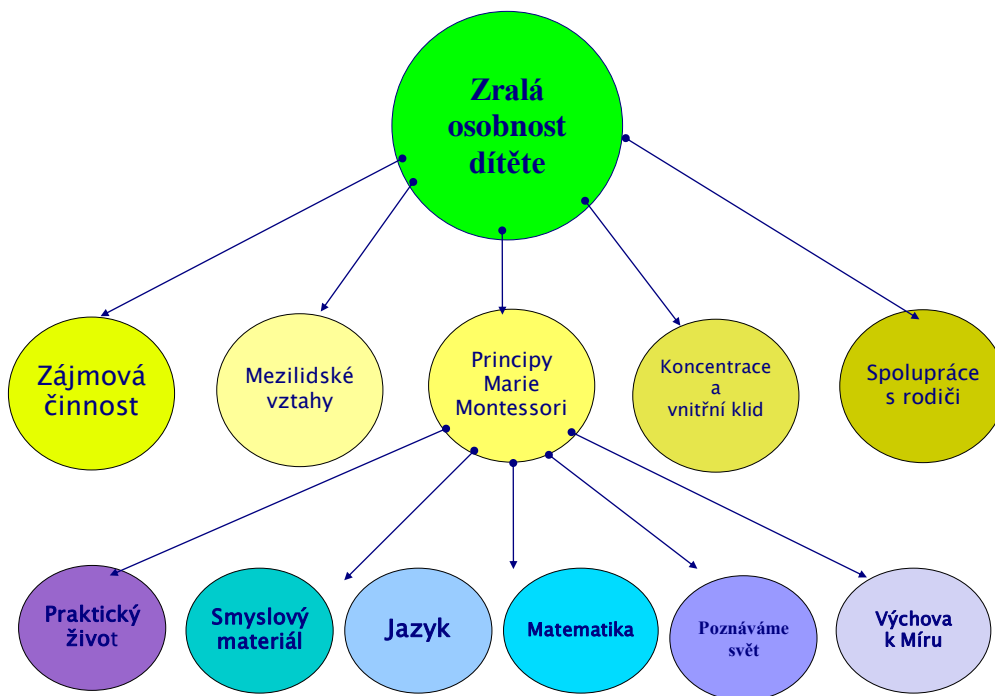 Zralá
osobnost
dítěte
Zájmová
činnost
Mezilidské
vztahy
Principy
Marie
Montessori
Koncentrace
a
vnitřní klid
Spolupráce
s rodiči
Praktický
život
Smyslový
materiál
Jazyk
Matematika
Poznáváme
svět
Výchova
k Míru